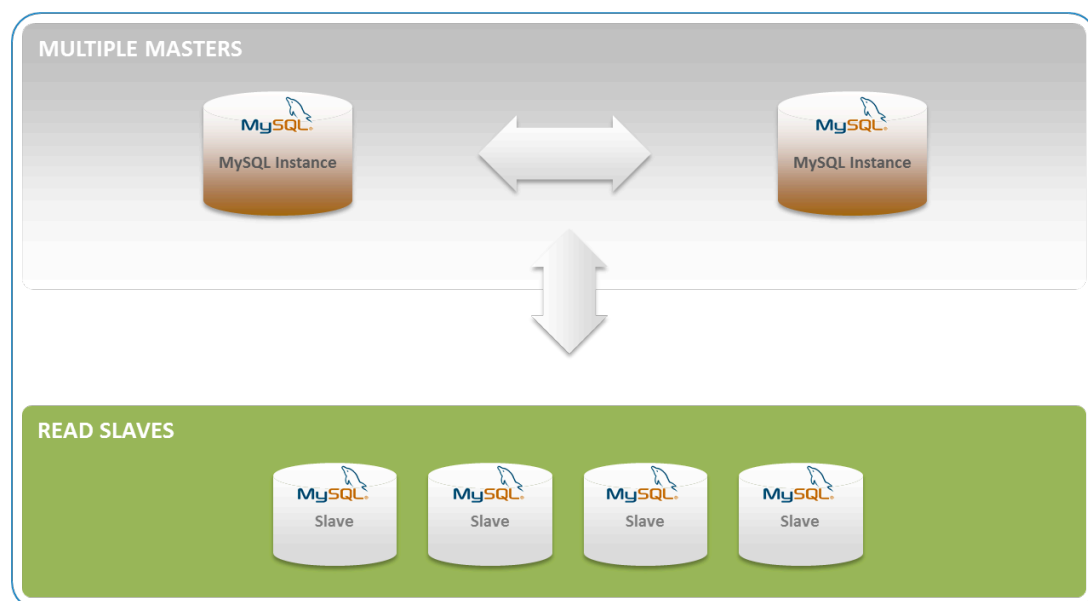 MULTIPLE MASTERS
MySQL®
MySQL Instance
MySQL®
MySQL Instance
READ SLAVES
MySQL®
Slave
MySQL®
Slave
MySQL®
Slave
MySQL®
Slave